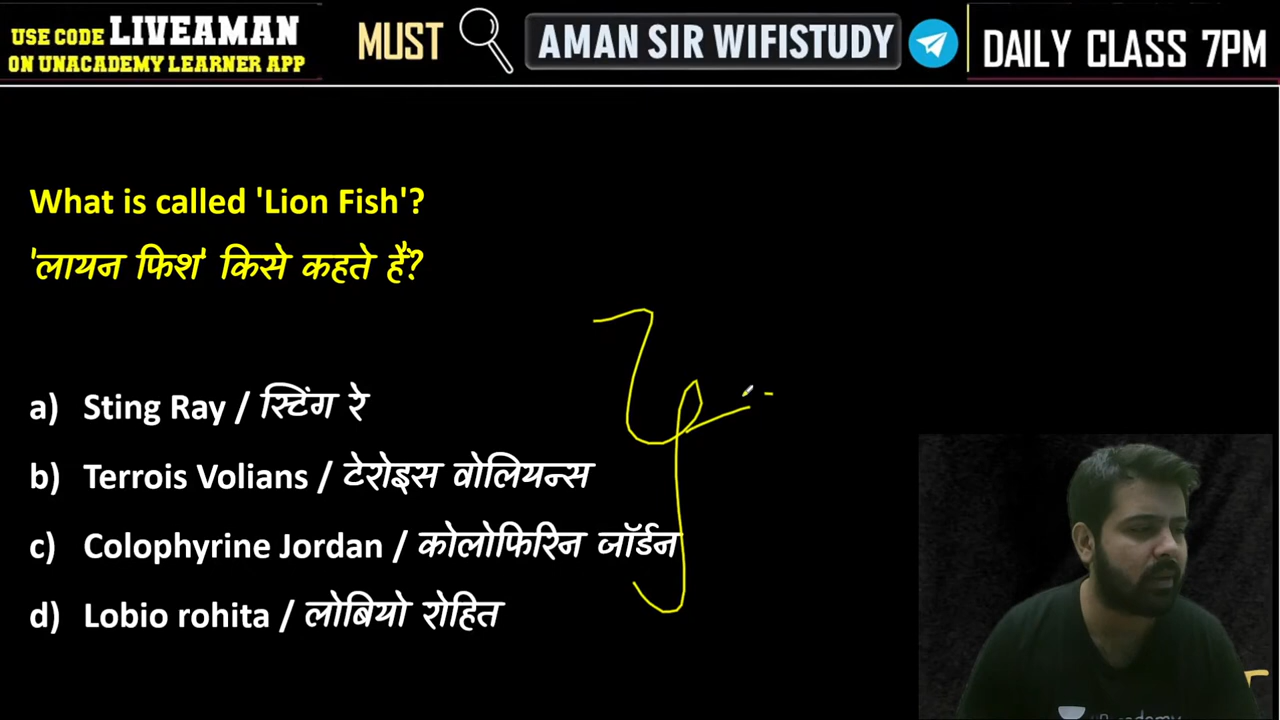 USE CODE LIVEAMAN
ON UNACADEMY LEARNER APP
MUST
AMAN SIR WIFISTUDY
DAILY CLASS 7PM
What is called 'Lion Fish'?
'लायन फिश' किसे कहते हैं?
a) Sting Ray / स्टिंग रे
b) Terrois Volians / टेरोइस वोलियन्स
c) Colophyrine Jordan / कोलोफिरिन जॉर्डन
d) Lobio rohita / लोबियो रोहित